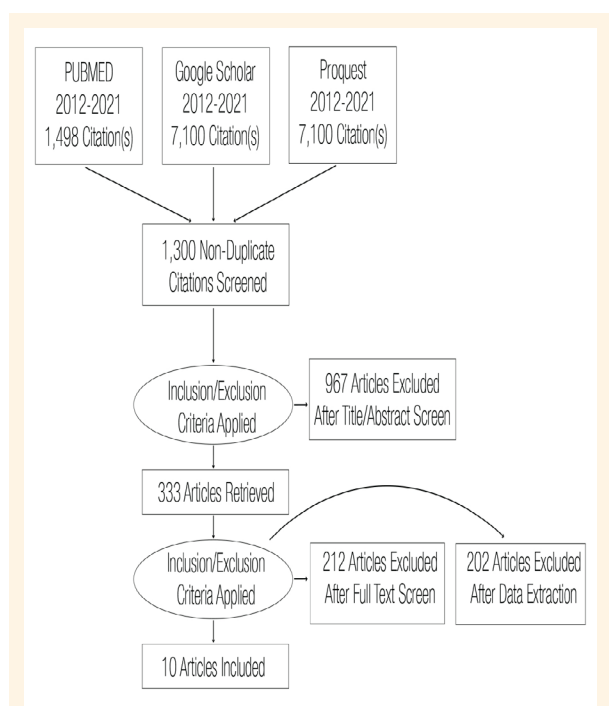 PUBMED
2012-2021
1,498 Citation(s)
Google Scholar
2012-2021
7,100 Citation(s)
Proquest
2012-2021
7,100 Citation(s)
1,300 Non-Duplicate
Citations Screened
Inclusion/Exclusion
Criteria Applied
967 Articles Excluded
After Title/Abstract Screen
333 Articles Retrieved
Inclusion/Exclusion
Criteria Applied
212 Articles Excluded
After Full Text Screen
202 Articles Excluded
After Data Extraction
10 Articles Included